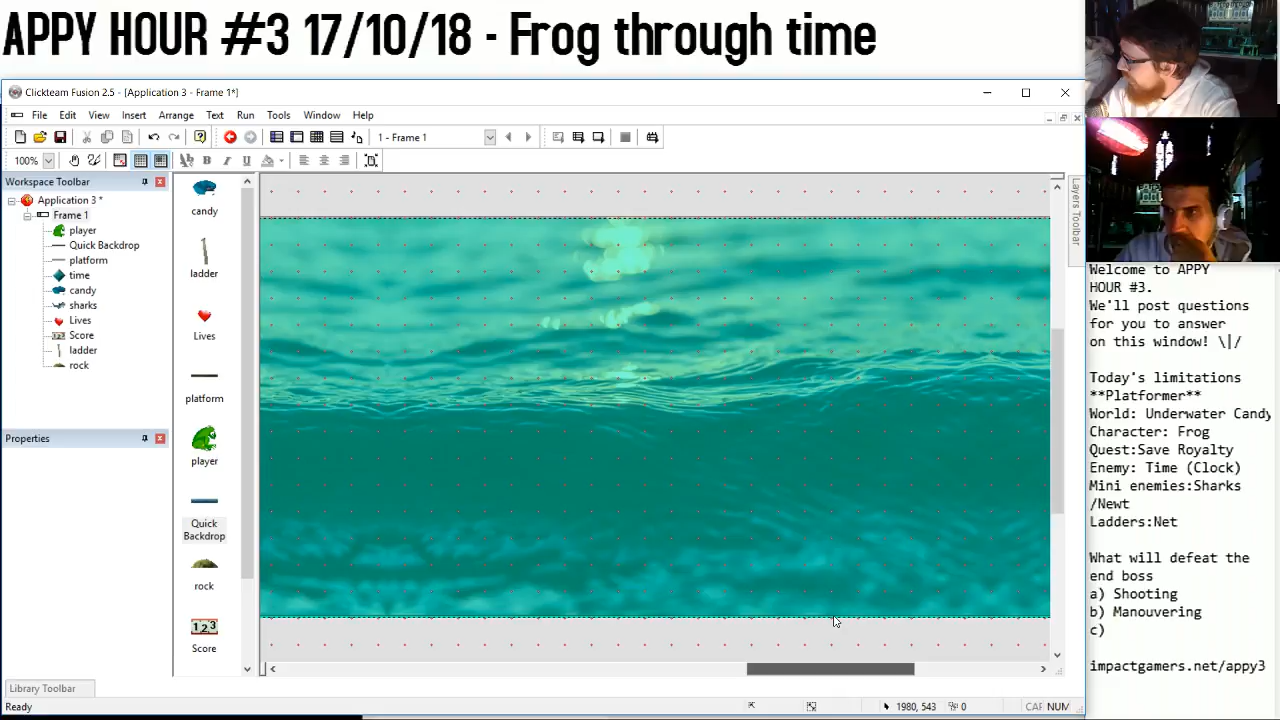 APPY HOUR #3 17/10/18 - Frog through time
Clickteam Fusion 2.5 - [Application 3 - Frame 1*]
File Edit View Insert Arrange Text Run Tools Window Help
1 - Frame 1
100%
B I U
Workspace Toolbar
Application 3 *
Frame 1
player
Quick Backdrop
platform
time
candy
sharks
Lives
Score
ladder
rock
Properties
Library Toolbar
Ready
candy
ladder
Lives
platform
player
Quick
Backdrop
rock
123
Score
Layers Toolbar
1980, 543
0
CAF NUM
Welcome to APPY
HOUR #3.
We'll post questions
for you to answer
on this window! \|/
Today's limitations
**Platformer**
World: Underwater Candy
Character: Frog
Quest:Save Royalty
Enemy: Time (Clock)
Mini enemies:Sharks
/Newt
Ladders:Net
What will defeat the
end boss
a) Shooting
b) Manouvering
c)
impactgamers.net/appy3